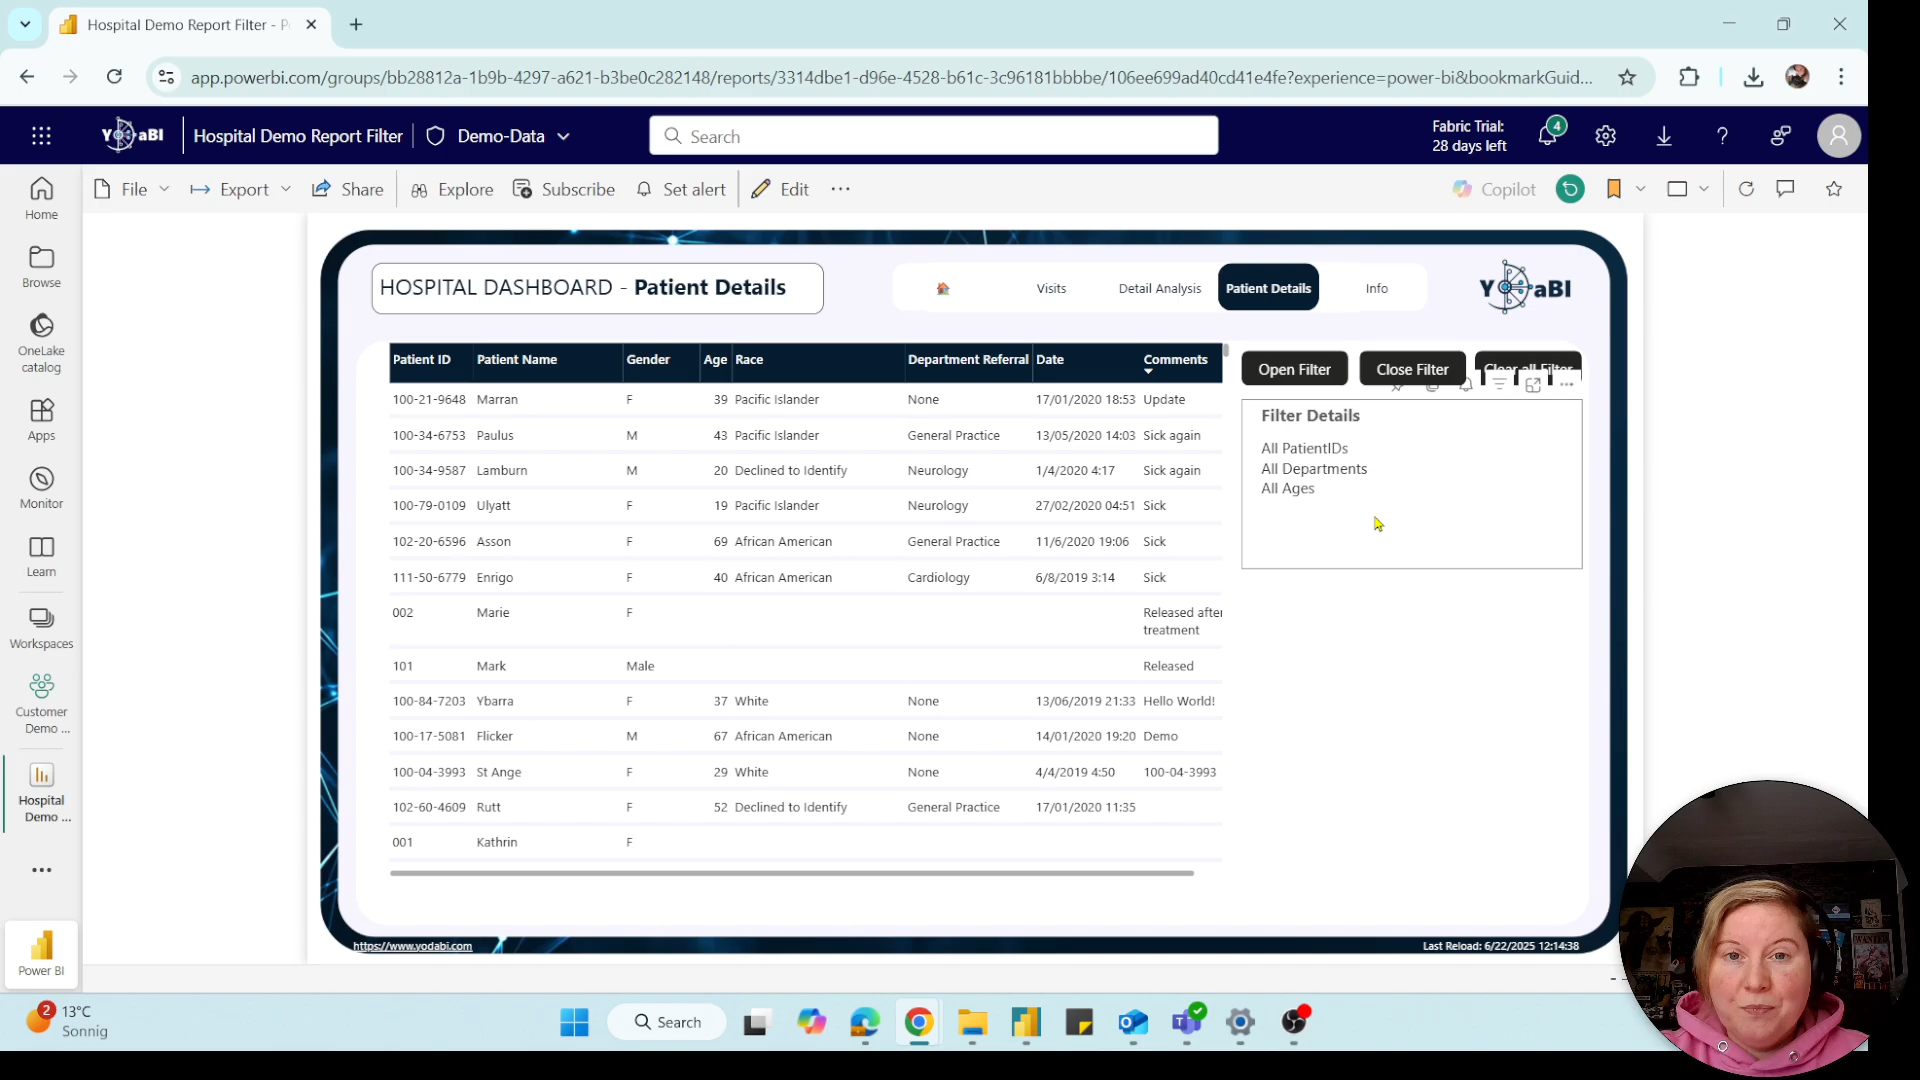 Hospital Demo Report Filter - P
app.powerbi.com/groups/bb28812a-1b9b-4297-a621-b3be0c282148/reports/3314dbe1-d96e-4528-b61c-3c96181bbbbe/106ee699ad40cd41e4fe?experience=power-bi&bookmarkGuid...
YodaBI
Hospital Demo Report Filter
Demo-Data
Search
Fabric Trial:
28 days left
4
File
Export
Share
Explore
Subscribe
Set alert
Edit
Copilot
Home
Browse
OneLake
catalog
Apps
Monitor
Learn
Workspaces
Customer
Demo ...
Hospital
Demo ...
Power BI
HOSPITAL DASHBOARD - Patient Details
Visits
Detail Analysis
Patient Details
Info
YodaBI
Patient ID Patient Name Gender Age Race Department Referral Date Comments
100-21-9648 Marran F 39 Pacific Islander None 17/01/2020 18:53 Update
100-34-6753 Paulus M 43 Pacific Islander General Practice 13/05/2020 14:03 Sick again
100-34-9587 Lamburn M 20 Declined to Identify Neurology 1/4/2020 4:17 Sick again
100-79-0109 Ulyatt F 19 Pacific Islander Neurology 27/02/2020 04:51 Sick
102-20-6596 Asson F 69 African American General Practice 11/6/2020 19:06 Sick
111-50-6779 Enrigo F 40 African American Cardiology 6/8/2019 3:14 Sick
002 Marie F Released after
treatment
101 Mark Male Released
100-84-7203 Ybarra F 37 White None 13/06/2019 21:33 Hello World!
100-17-5081 Flicker M 67 African American None 14/01/2020 19:20 Demo
100-04-3993 St Ange F 29 White None 4/4/2019 4:50 100-04-3993
102-60-4609 Rutt F 52 Declined to Identify General Practice 17/01/2020 11:35
001 Kathrin F
Open Filter
Close Filter
Clear all Filter
Filter Details
All PatientIDs
All Departments
All Ages
https://www.yodabi.com
Last Reload: 6/22/2025 12:14:38
2
13°C
Sonnig
Search
WANTED